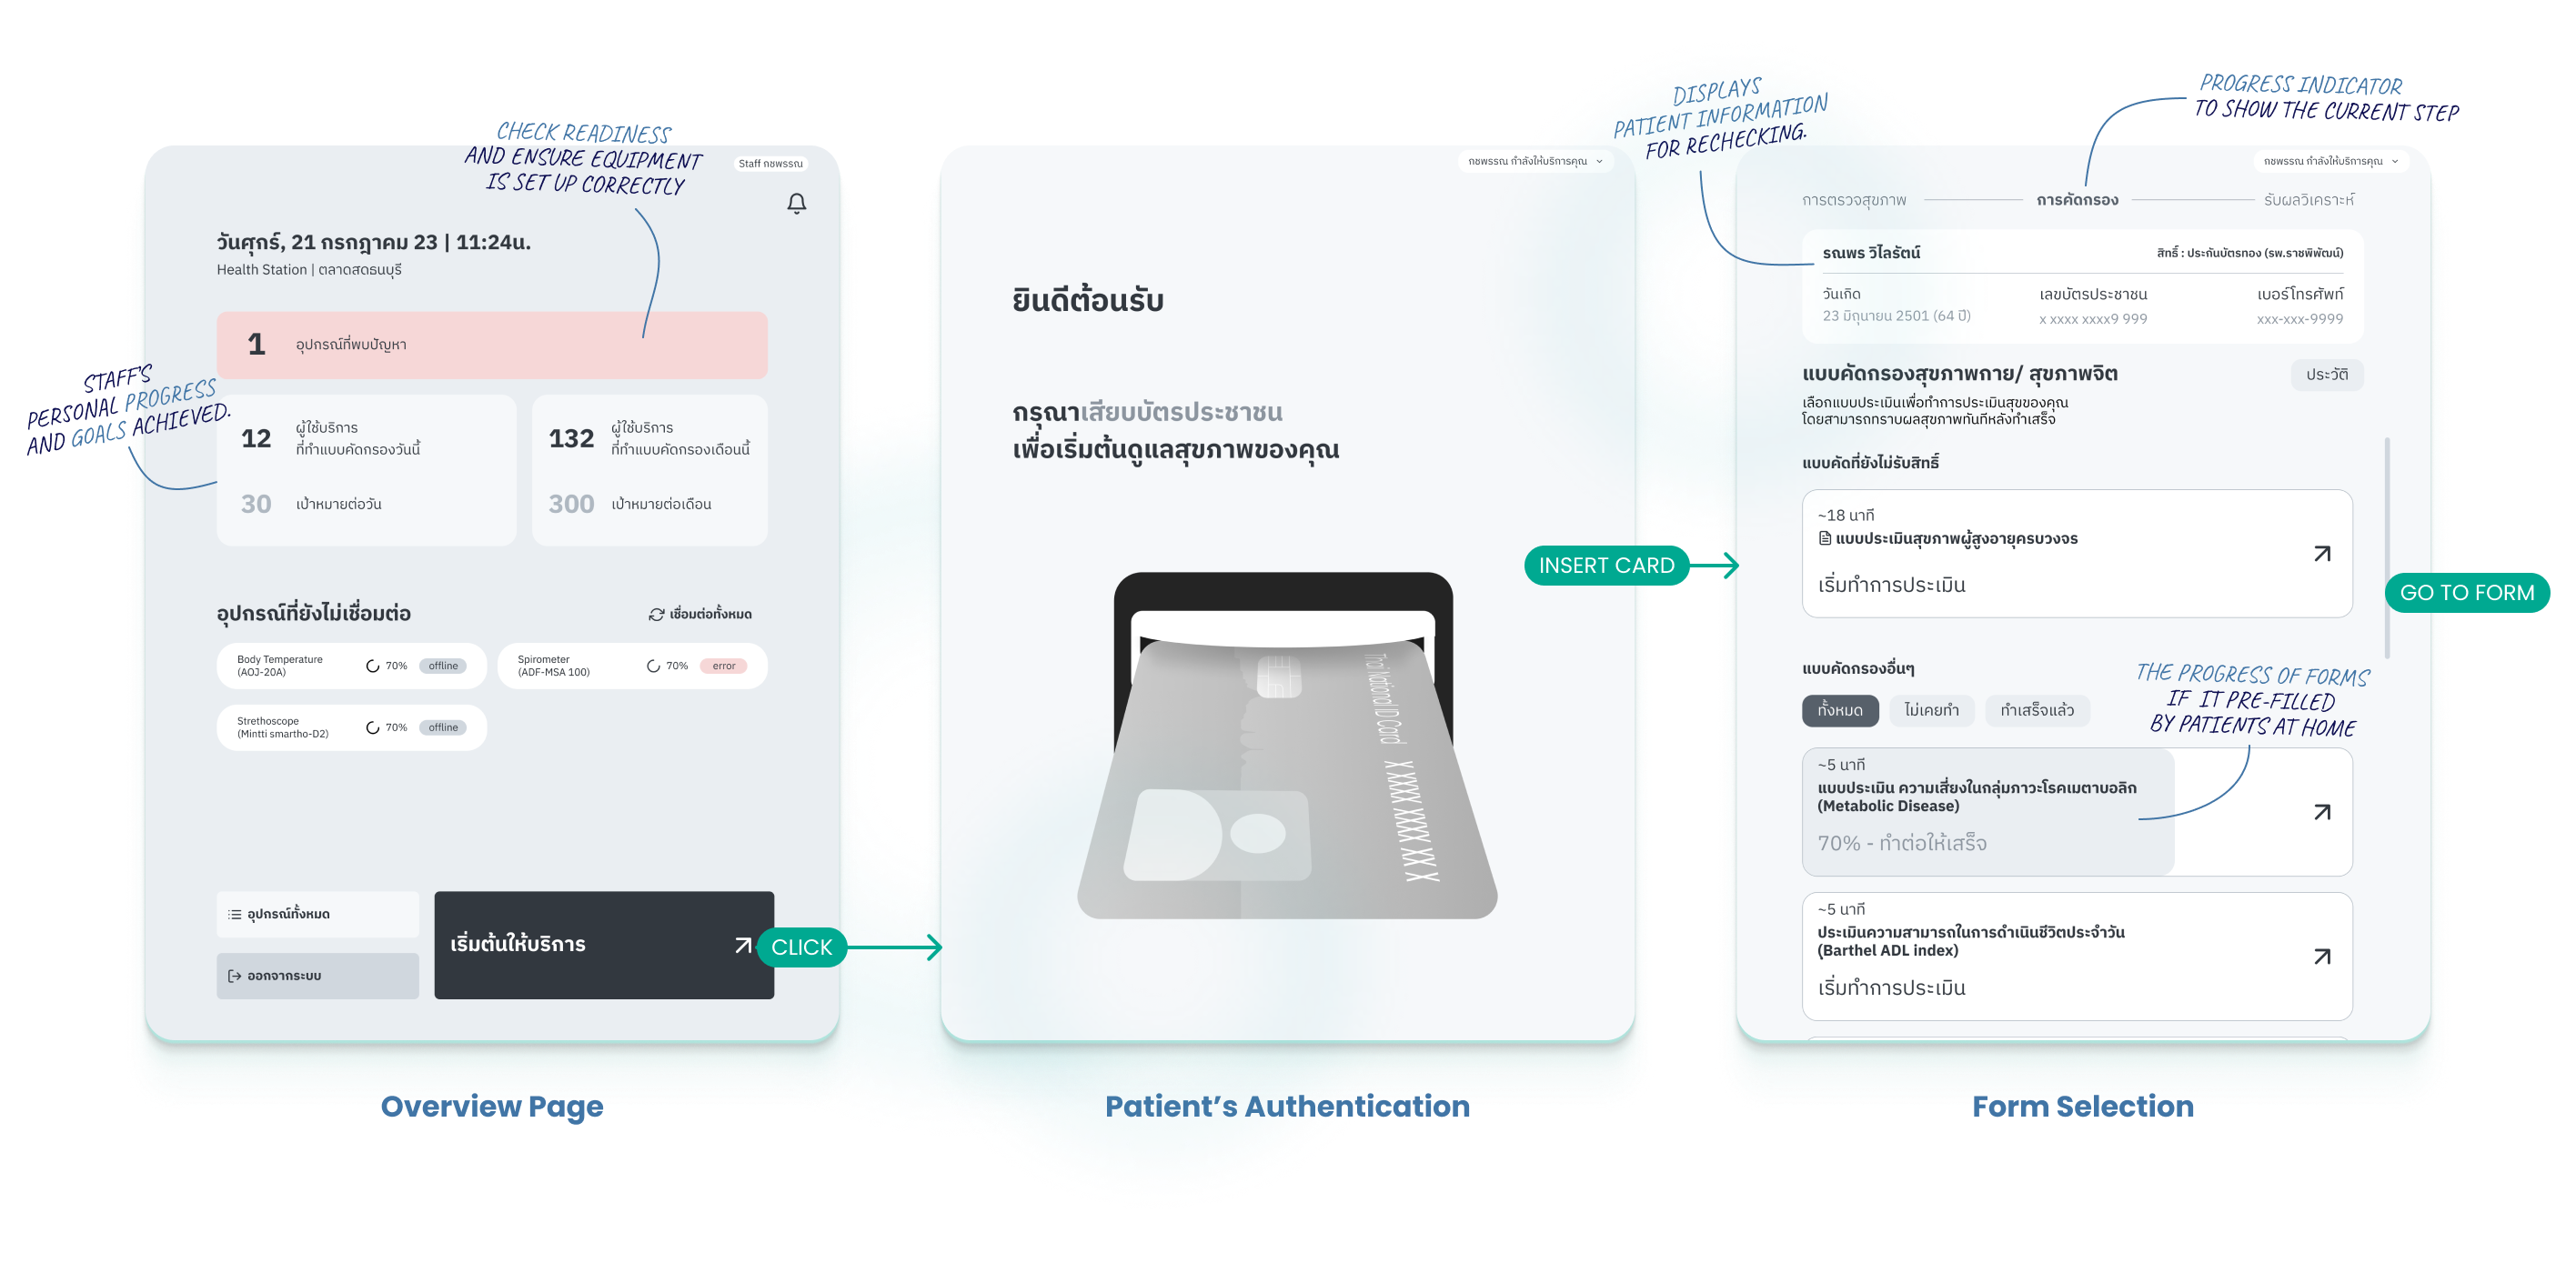 CHECK READINESS
AND ENSURE EQUIPMENT
IS SET UP CORRECTLY
Staff กชพรรณ
วันศุกร์, 21 กรกฎาคม 23 | 11:24น.
Health Station | ตลาดสดธนบุรี
1 อุปกรณ์ที่พบปัญหา
STAFF'S
PERSONAL PROGRESS
AND GOALS ACHIEVED.
12 ผู้ใช้บริการ
ที่ทำแบบคัดกรองวันนี้
30 เป้าหมายต่อวัน
132 ผู้ใช้บริการ
ที่ทำแบบคัดกรองเดือนนี้
300 เป้าหมายต่อเดือน
อุปกรณ์ที่ยังไม่เชื่อมต่อ
เชื่อมต่อทั้งหมด
Body Temperature
(AOJ-20A)
70% offline
Spirometer
(ADF-MSA 100)
70% error
Strethoscope
(Mintti smartho-D2)
70% offline
อุปกรณ์ทั้งหมด
ออกจากระบบ
เริ่มต้นให้บริการ
CLICK
Overview Page
กชพรรณ กำลังให้บริการคุณ
ยินดีต้อนรับ
กรุณาเสียบบัตรประชาชน
เพื่อเริ่มต้นดูแลสุขภาพของคุณ
Thai National ID Card
XXXXXXXXXX X
INSERT CARD
Patient's Authentication
DISPLAYS
PATIENT INFORMATION
FOR RECHECKING.
PROGRESS INDICATOR
TO SHOW THE CURRENT STEP
กชพรรณ กำลังให้บริการคุณ
การตรวจสุขภาพ
การคัดกรอง
รับผลวิเคราะห์
รณพร วิไลรัตน์
สิทธิ์ : ประกันบัตรทอง (รพ.ราชพิพัฒน์)
วันเกิด
23 มิถุนายน 2501 (64 ปี)
เลขบัตรประชาชน
x xxxx xxxx9 999
เบอร์โทรศัพท์
xxx-xxx-9999
แบบคัดกรองสุขภาพกาย/ สุขภาพจิต
ประวัติ
เลือกแบบประเมินเพื่อทำการประเมินสุขของคุณ
โดยสามารถทราบผลสุขภาพทันทีหลังทำเสร็จ
แบบคัดที่ยังไม่รับสิทธิ์
~18 นาที
แบบประเมินสุขภาพผู้สูงอายุครบวงจร
เริ่มทำการประเมิน
GO TO FORM
แบบคัดกรองอื่นๆ
ทั้งหมด
ไม่เคยทำ
ทำเสร็จแล้ว
THE PROGRESS OF FORMS
IF IT PRE-FILLED
BY PATIENTS AT HOME
~5 นาที
แบบประเมิน ความเสี่ยงในกลุ่มภาวะโรคเมตาบอลิก
(Metabolic Disease)
70% - ทำต่อให้เสร็จ
~5 นาที
ประเมินความสามารถในการดำเนินชีวิตประจำวัน
(Barthel ADL index)
เริ่มทำการประเมิน
Form Selection